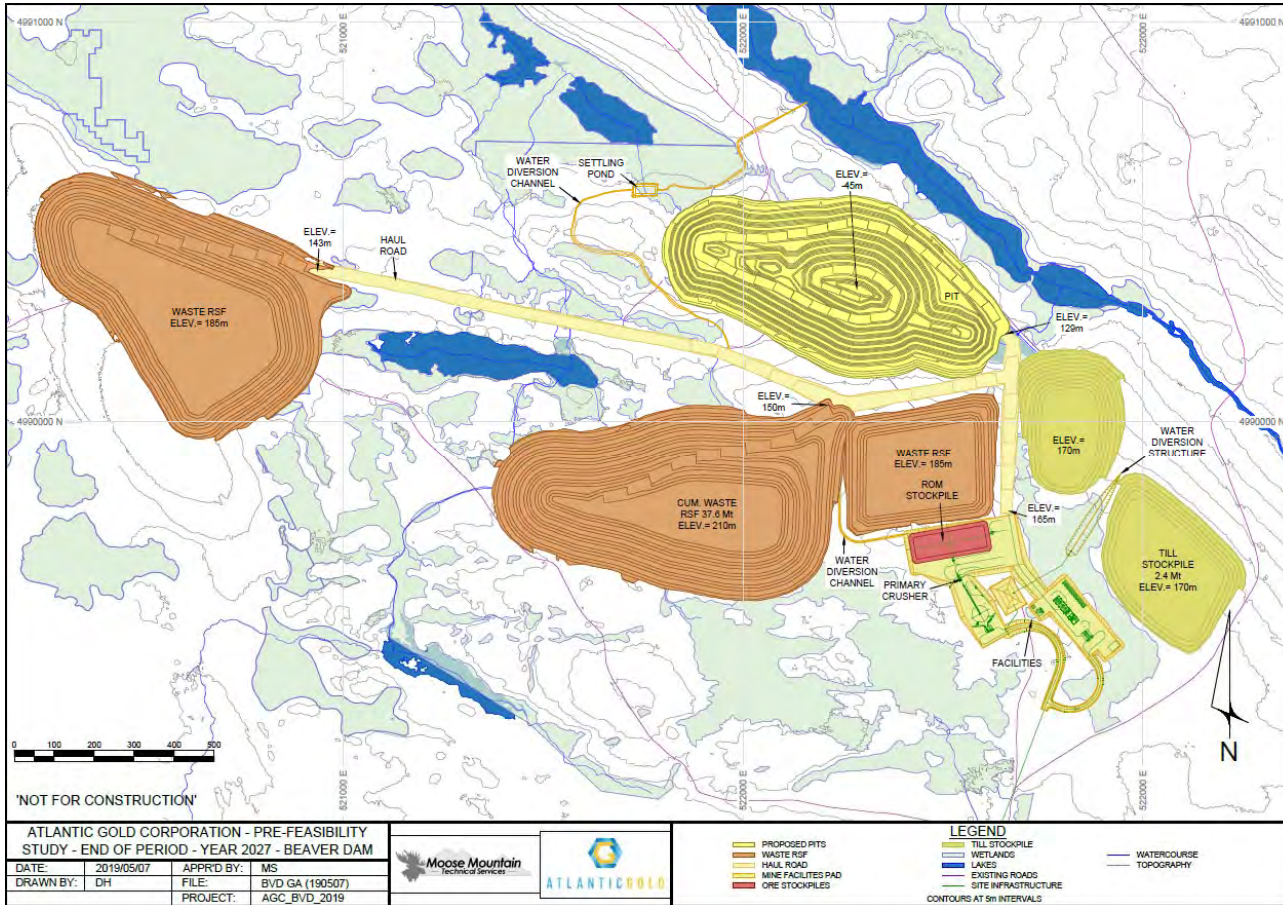 4991000 N
521000 E
522000 E
522000 E
4991000 N
WATER
DIVERSION
CHANNEL
SETTLING
POND
ELEV.=
-45m
ELEV.=
143m
HAUL
ROAD
WASTE RSF
ELEV.= 185m
PIT
ELEV.=
129m
4990000 N
ELEV.=
150m
4990000 N
ELEV.=
170m
WATER
DIVERSION
STRUCTURE
WASTE RSF
ELEV.= 185m
ROM
STOCKPILE
CUM. WASTE
RSF 37.6 Mt
ELEV.= 210m
ELEV.=
165m
WATER
DIVERSION
CHANNEL
PRIMARY
CRUSHER
TILL
STOCKPILE
2.4 Mt
ELEV.= 170m
FACILITIES
N
0 100 200 300 400 500
521000 E
522000 E
522000 E
'NOT FOR CONSTRUCTION'
ATLANTIC GOLD CORPORATION - PRE-FEASIBILITY
STUDY - END OF PERIOD - YEAR 2027 - BEAVER DAM
DATE: 2019/05/07 APPR'D BY: MS
DRAWN BY: DH FILE: BVD GA (190507)
PROJECT: AGC_BVD_2019
Moose Mountain
Technical Services
ATLANTICGOLD
LEGEND
PROPOSED PITS
WASTE RSF
HAUL ROAD
MINE FACILITES PAD
ORE STOCKPILES
TILL STOCKPILE
WETLANDS
LAKES
EXISTING ROADS
SITE INFRASTRUCTURE
WATERCOURSE
TOPOGRAPHY
CONTOURS AT 5m INTERVALS